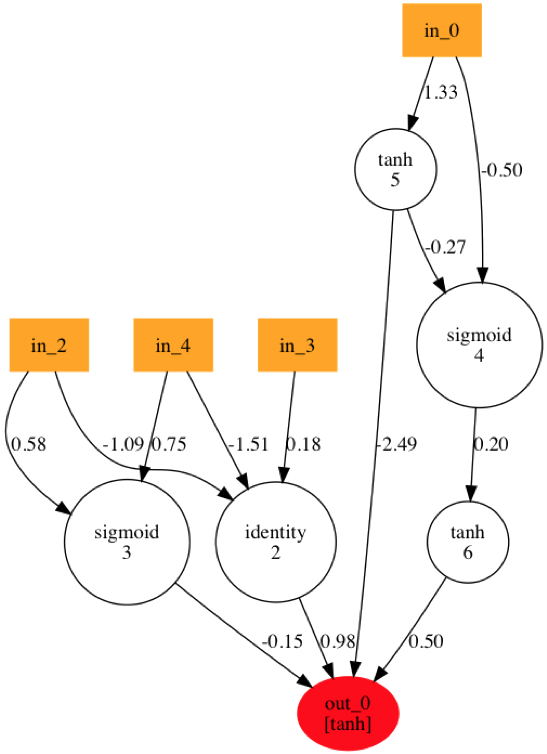 in_0
1.33
tanh
5
-0.50
-0.27
in_2
in_4
in_3
sigmoid
4
0.58
-1.09
0.75
-1.51
0.18
-2.49
0.20
sigmoid
3
identity
2
tanh
6
-0.15
0.98
0.50
out_0
[tanh]